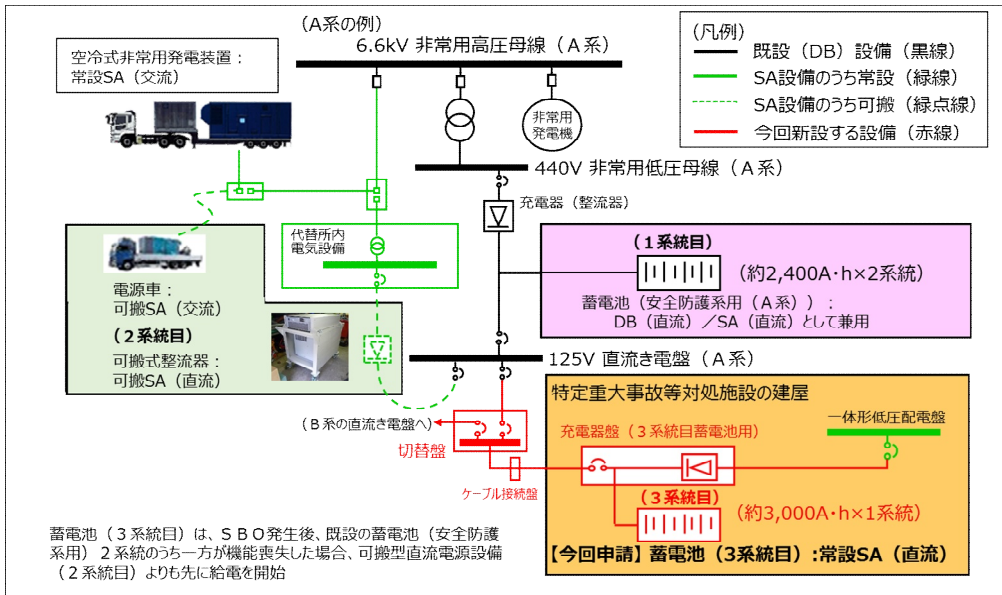 (A系の例)
6.6kV 非常用高圧母線（A系）
空冷式非常用発電装置：
常設SA（交流）
(凡例)
既設（DB）設備（黒線）
SA設備のうち常設（緑線）
SA設備のうち可搬（緑点線）
今回新設する設備（赤線）
非常用
発電機
440V 非常用低圧母線（A系）
充電器（整流器）
代替所内
電気設備
電源車：
可搬SA（交流）
（２系統目）
可搬式整流器：
可搬SA（直流）
（１系統目）
（約2,400A･h×2系統）
蓄電池（安全防護系用（A系））：
DB（直流）／SA（直流）として兼用
125V 直流き電盤（A系）
（B系の直流き電盤へ）
切替盤
ケーブル接続盤
特定重大事故等対処施設の建屋
一体形低圧配電盤
充電器盤（３系統目蓄電池用）
（３系統目）
（約3,000A･h×1系統）
【今回申請】蓄電池（3系統目）:常設SA（直流）
蓄電池（３系統目）は、ＳＢＯ発生後、既設の蓄電池（安全防護
系用）２系統のうち一方が機能喪失した場合、可搬型直流電源設備
（２系統目）よりも先に給電を開始